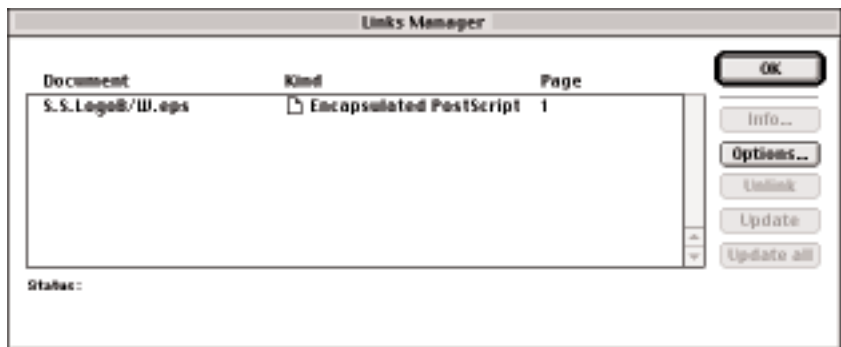 Links Manager
Document Kind Page
S.S.LogoB/W.eps Encapsulated PostScript 1
OK
Info...
Options...
Unlink
Update
Update all
Status: